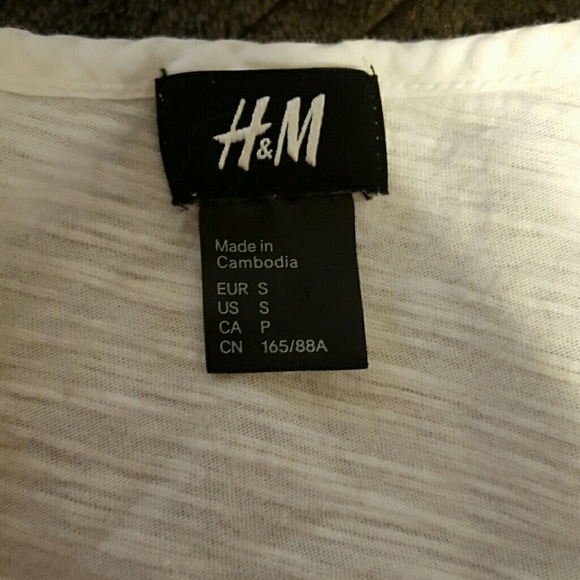 H&M
Made in
Cambodia
EUR S
US S
CA P
CN 165/88A